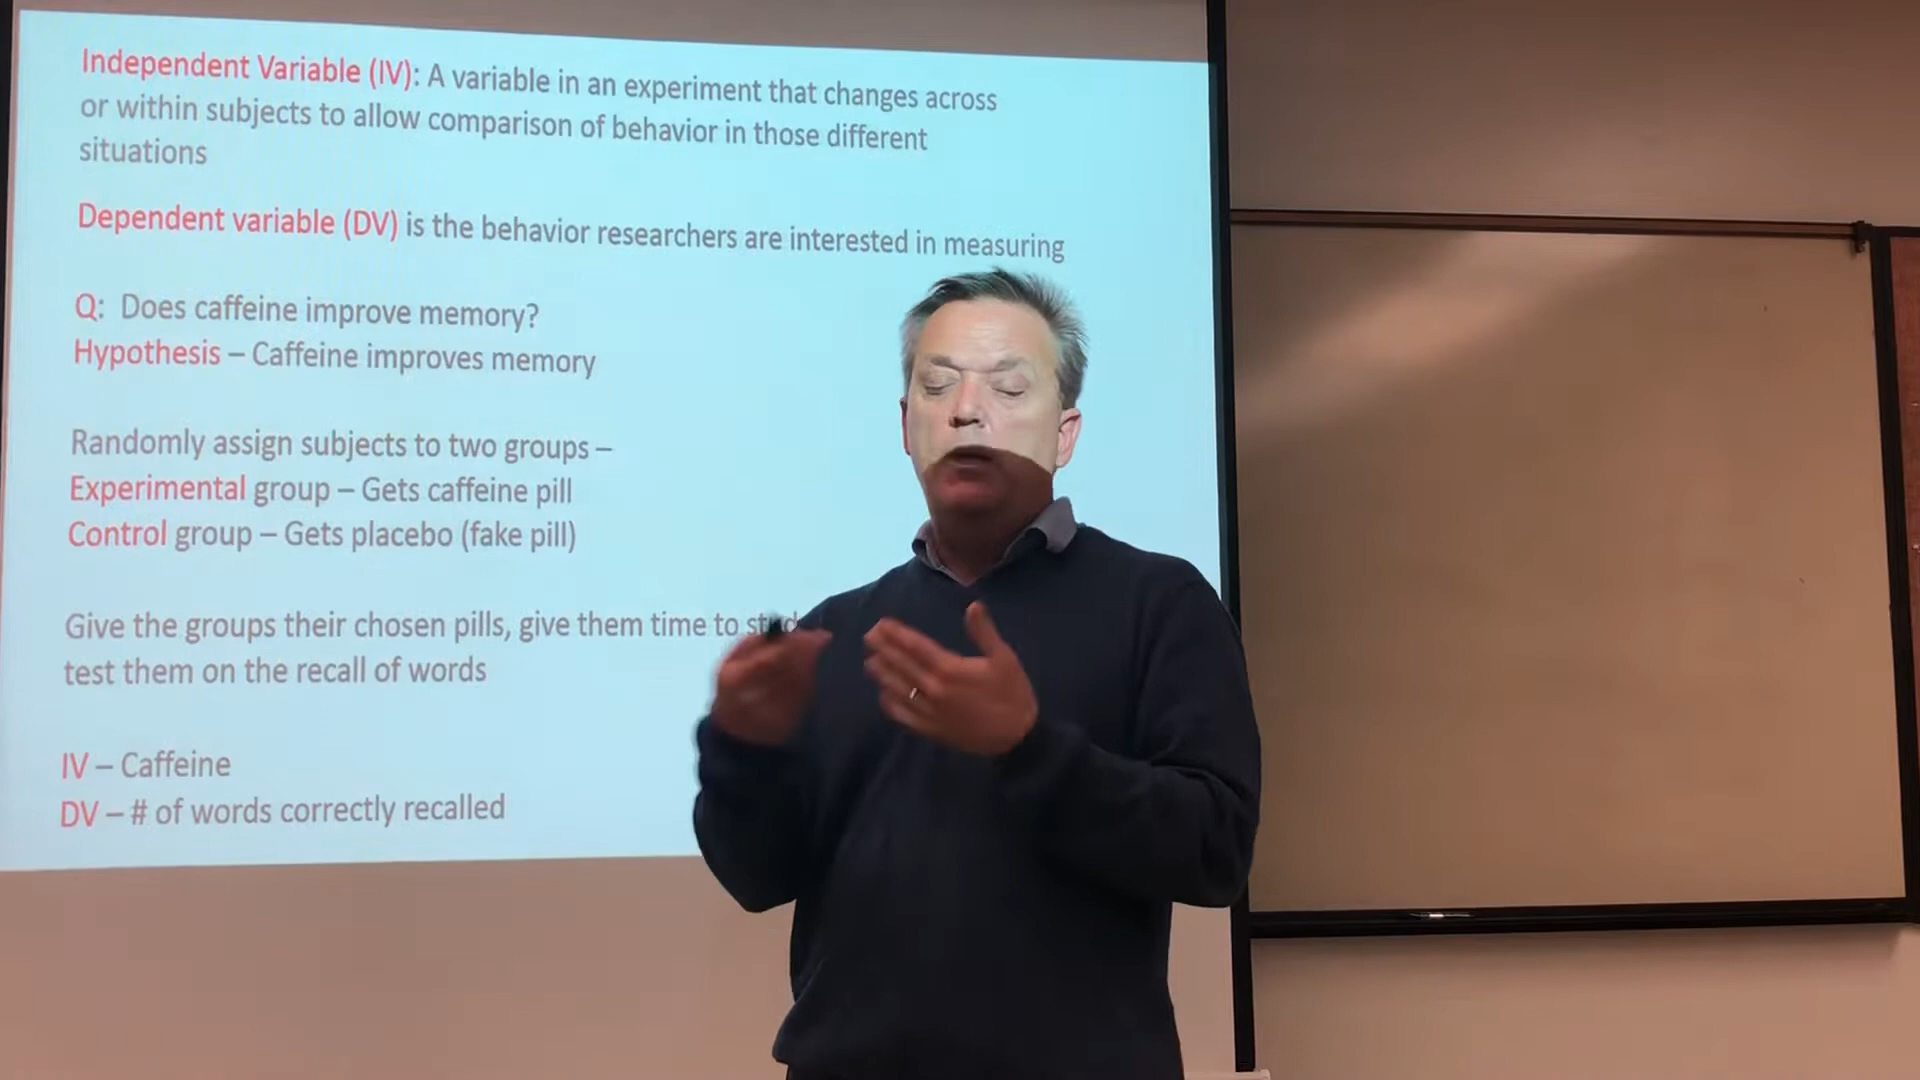 Independent Variable (IV): A variable in an experiment that changes across
or within subjects to allow comparison of behavior in those different
situations
Dependent variable (DV) is the behavior researchers are interested in measuring
Q: Does caffeine improve memory?
Hypothesis – Caffeine improves memory
Randomly assign subjects to two groups –
Experimental group – Gets caffeine pill
Control group – Gets placebo (fake pill)
Give the groups their chosen pills, give them time to
test them on the recall of words
IV – Caffeine
DV – # of words correctly recalled